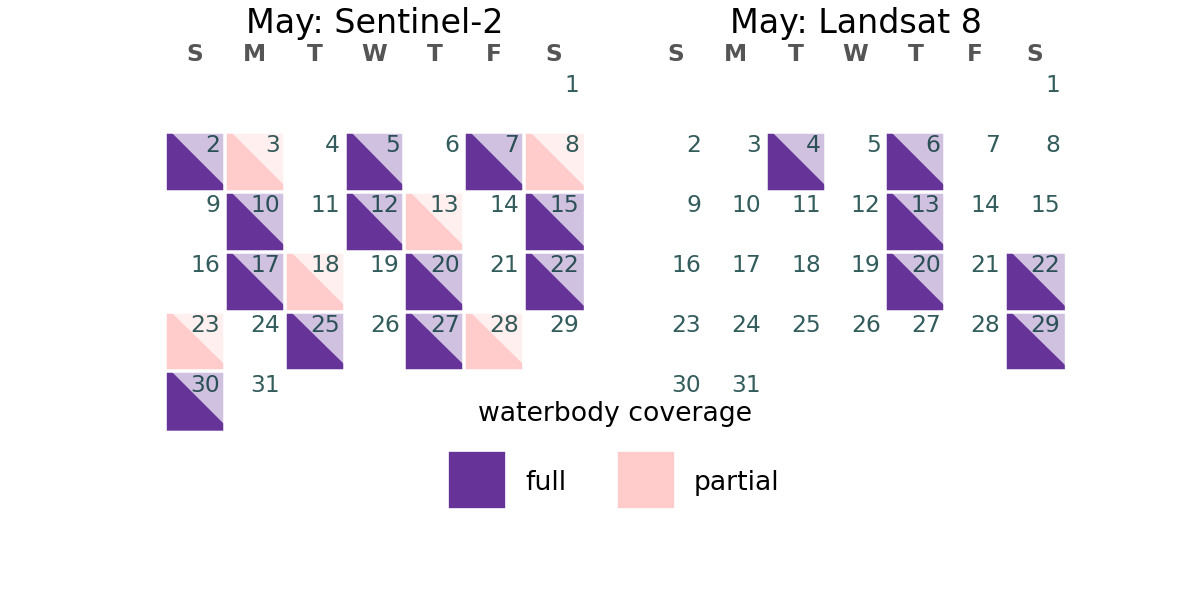 May: Sentinel-2
S M T W T F S
1
2 3 4 5 6 7 8
9 10 11 12 13 14 15
16 17 18 19 20 21 22
23 24 25 26 27 28 29
30 31
May: Landsat 8
S M T W T F S
1
2 3 4 5 6 7 8
9 10 11 12 13 14 15
16 17 18 19 20 21 22
23 24 25 26 27 28 29
30 31
waterbody coverage
full
partial